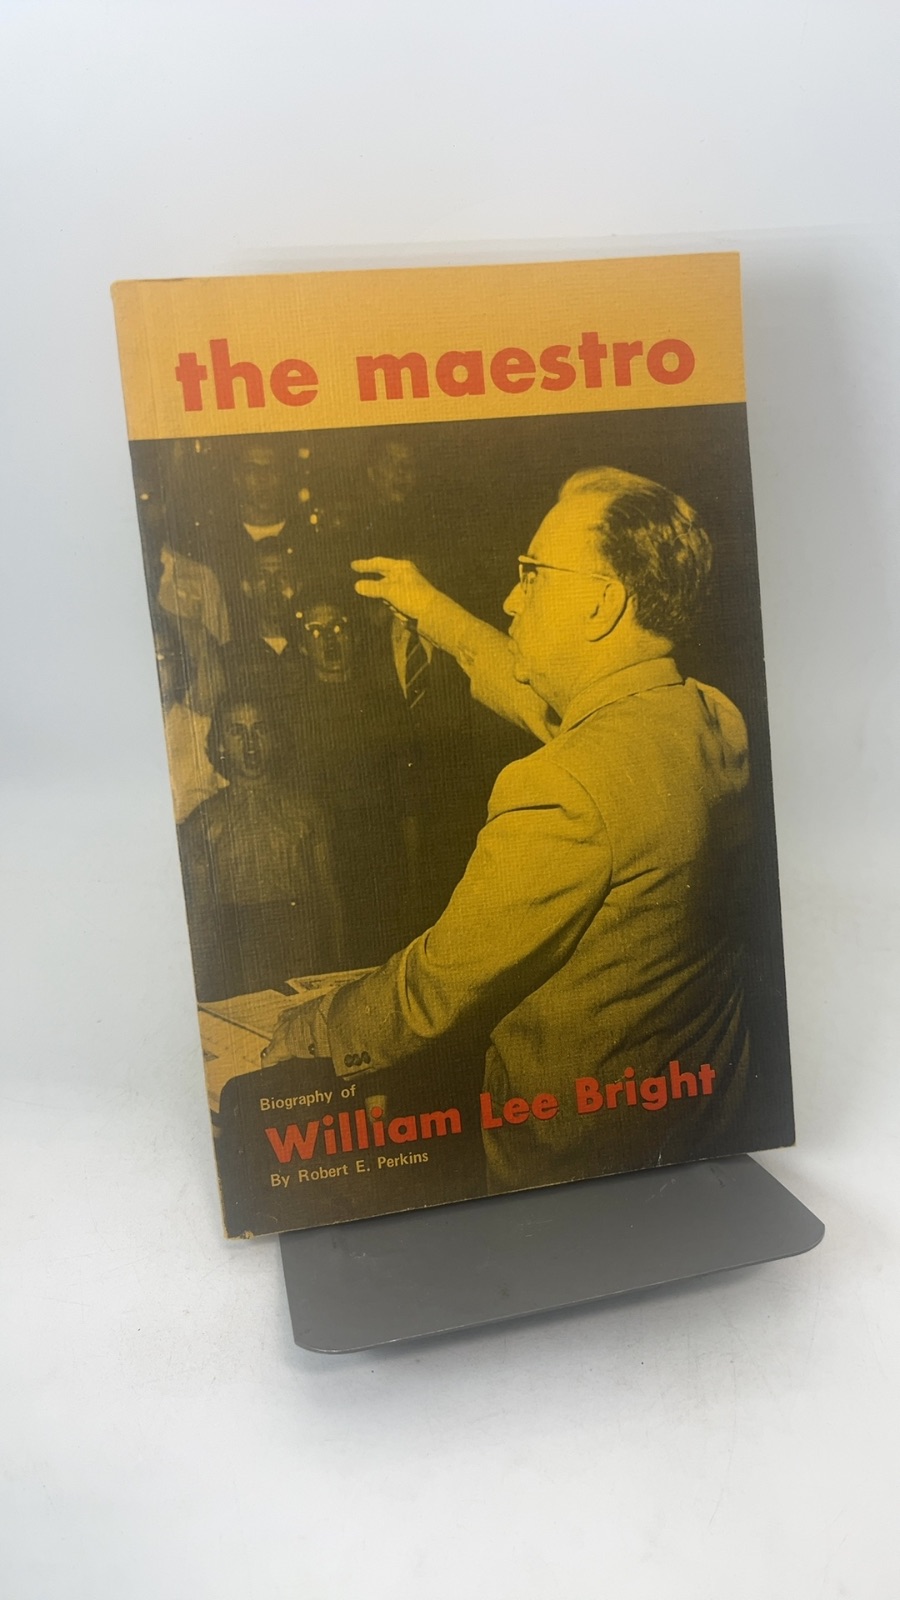 the maestro
Biography of
William Lee Bright
By Robert E. Perkins